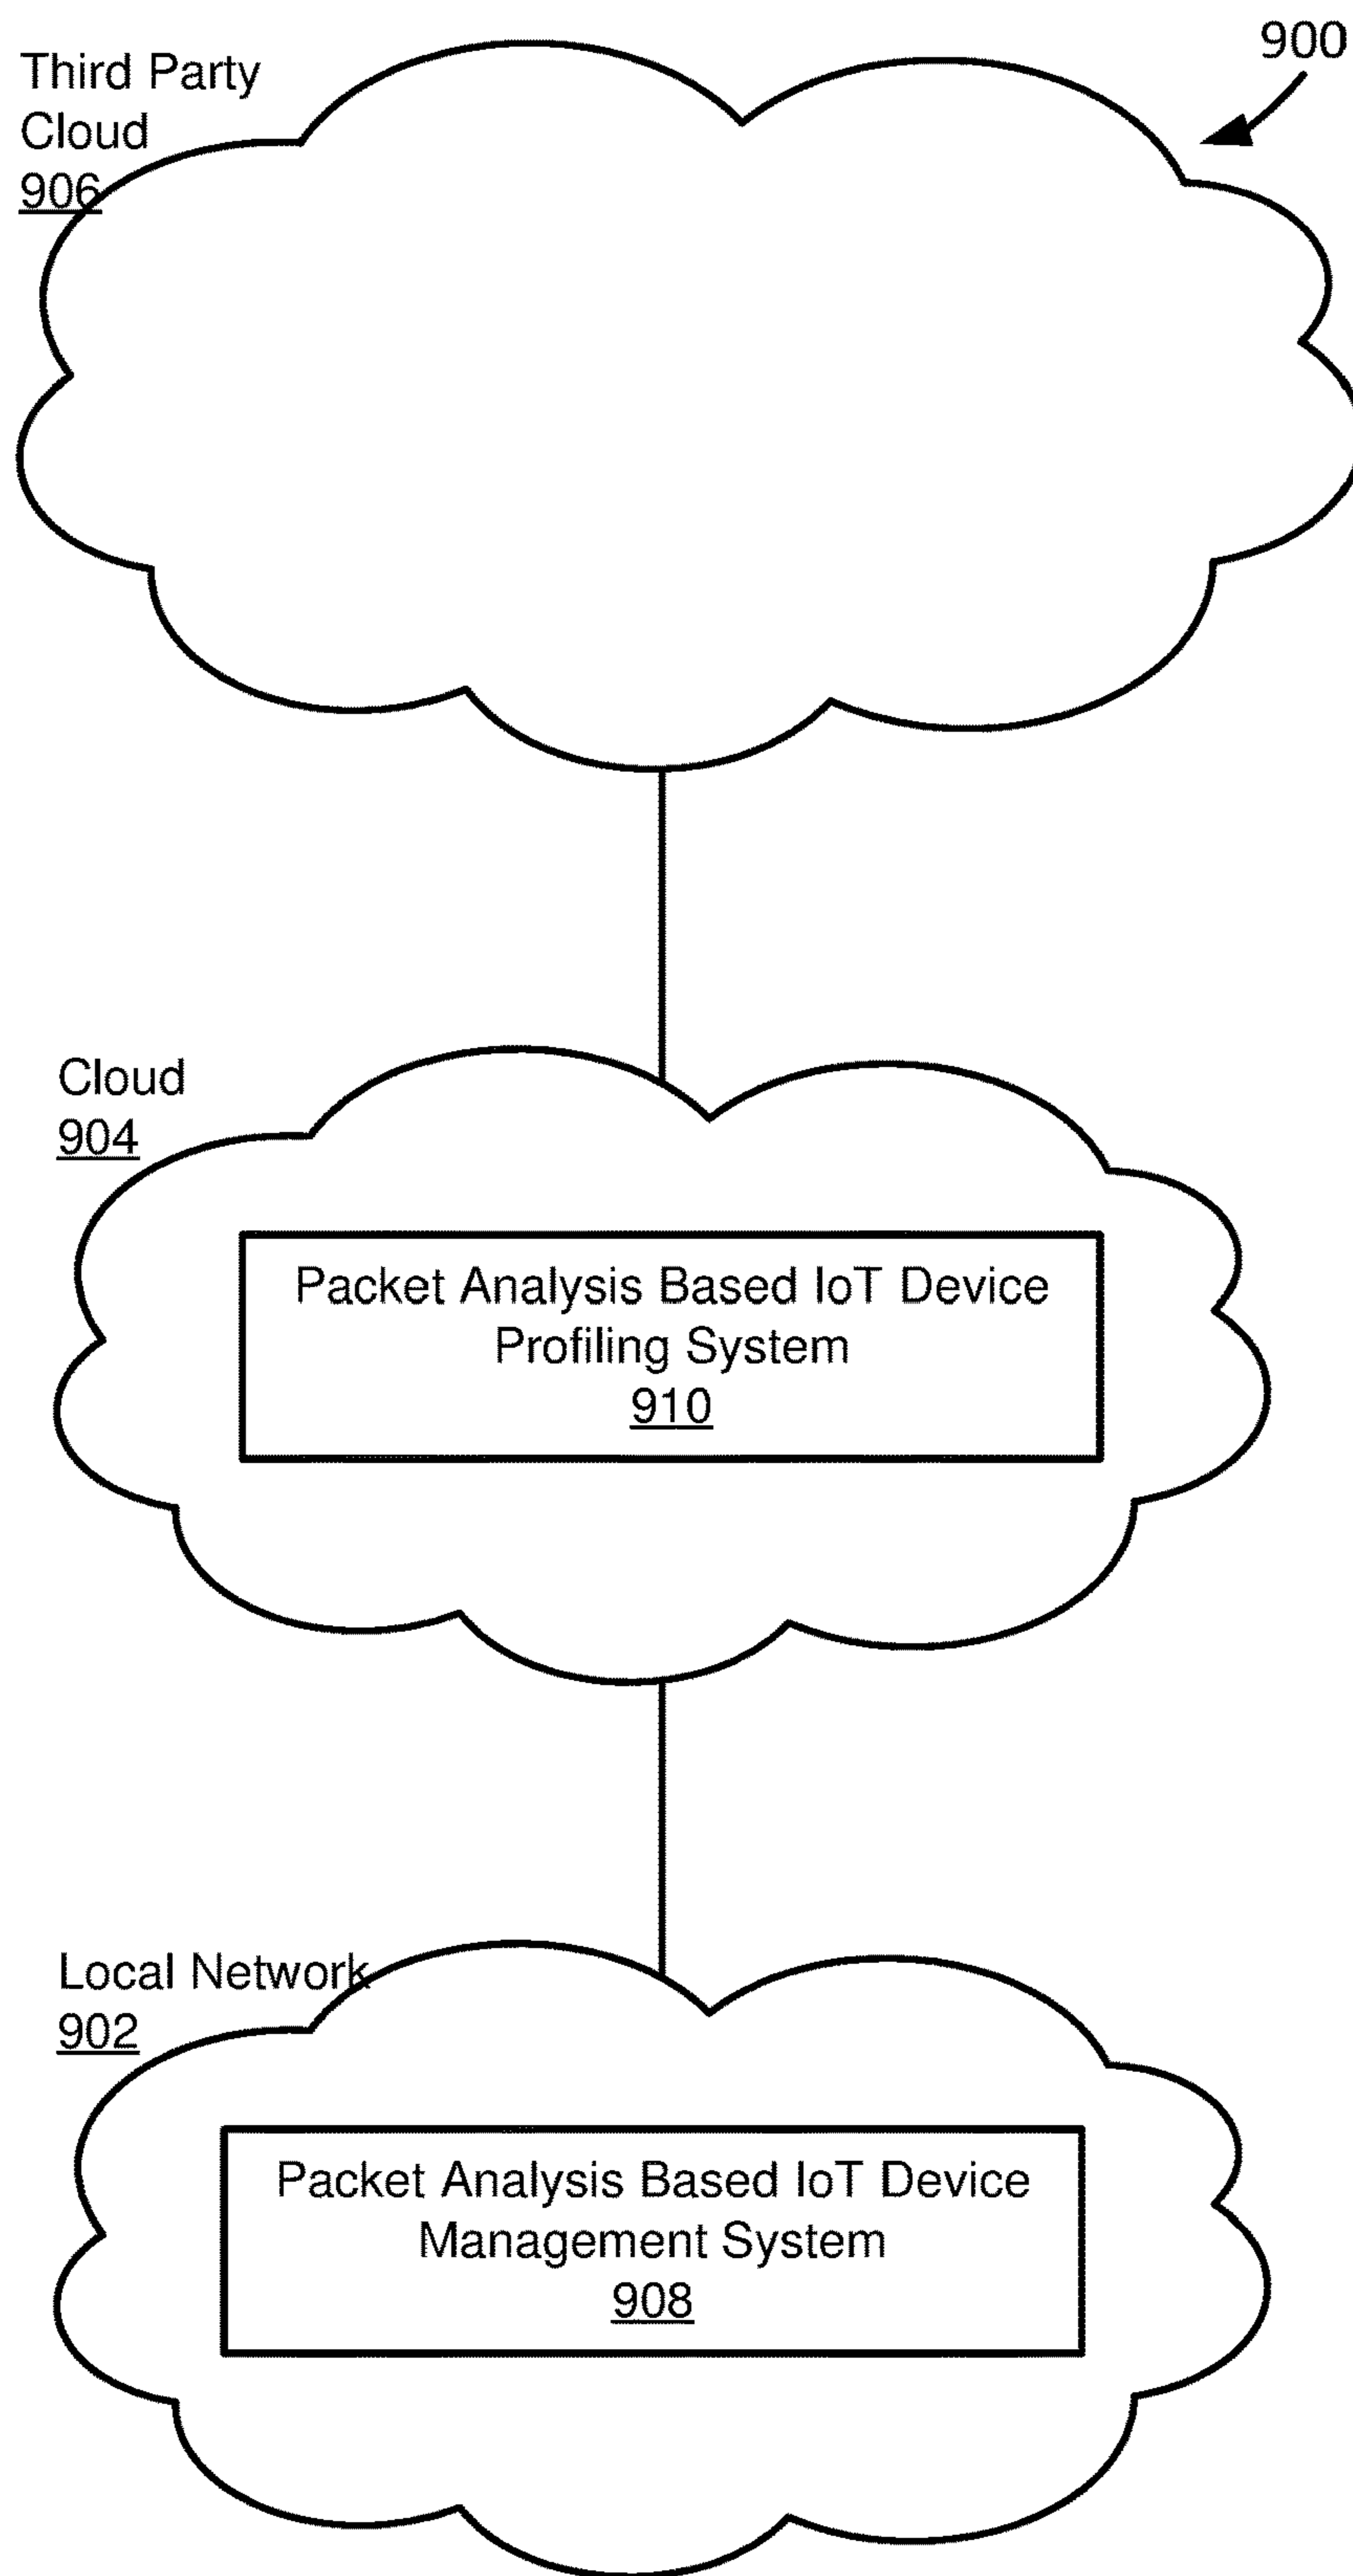 900
Third Party
Cloud
906
Cloud
904
Packet Analysis Based IoT Device
Profiling System
910
Local Network
902
Packet Analysis Based IoT Device
Management System
908